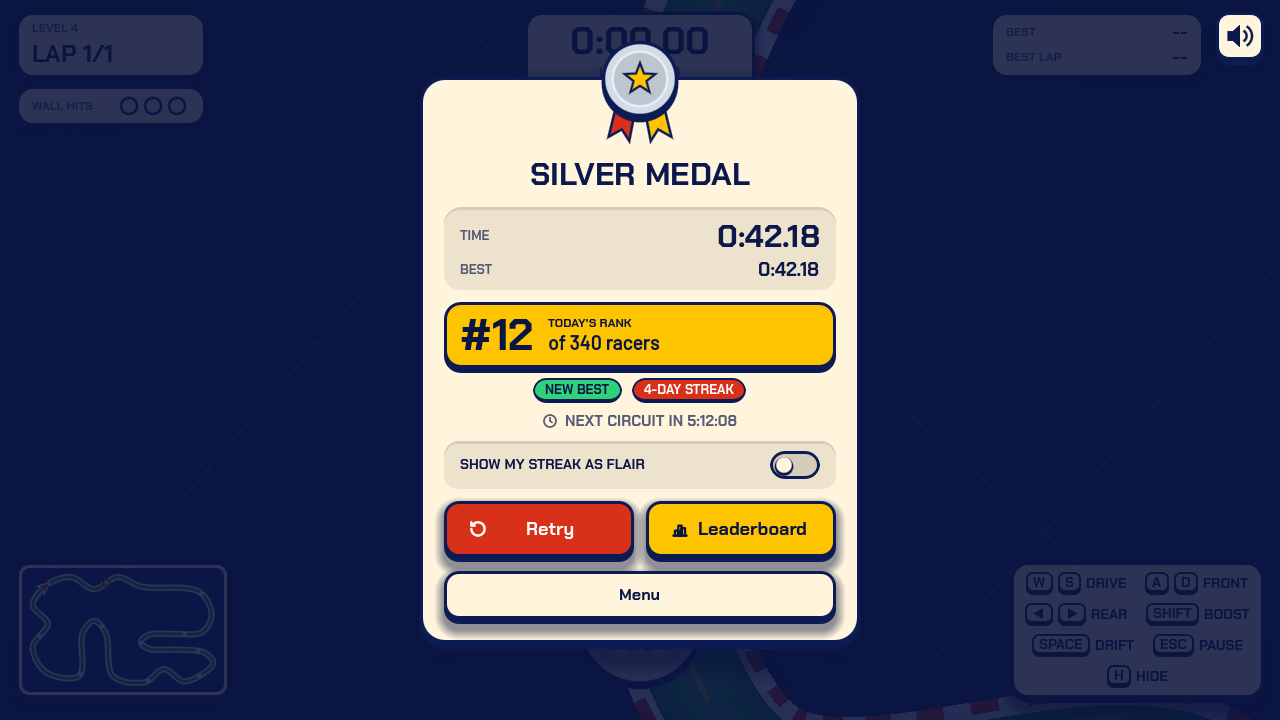 LEVEL 4
LAP 1/1
WALL HITS
0:00.00
BEST --
BEST LAP --
SILVER MEDAL
TIME 0:42.18
BEST 0:42.18
#12 TODAY'S RANK
of 340 racers
NEW BEST 4-DAY STREAK
NEXT CIRCUIT IN 5:12:08
SHOW MY STREAK AS FLAIR
Retry Leaderboard
Menu
W S DRIVE A D FRONT
◀ ▶ REAR SHIFT BOOST
SPACE DRIFT ESC PAUSE
H HIDE